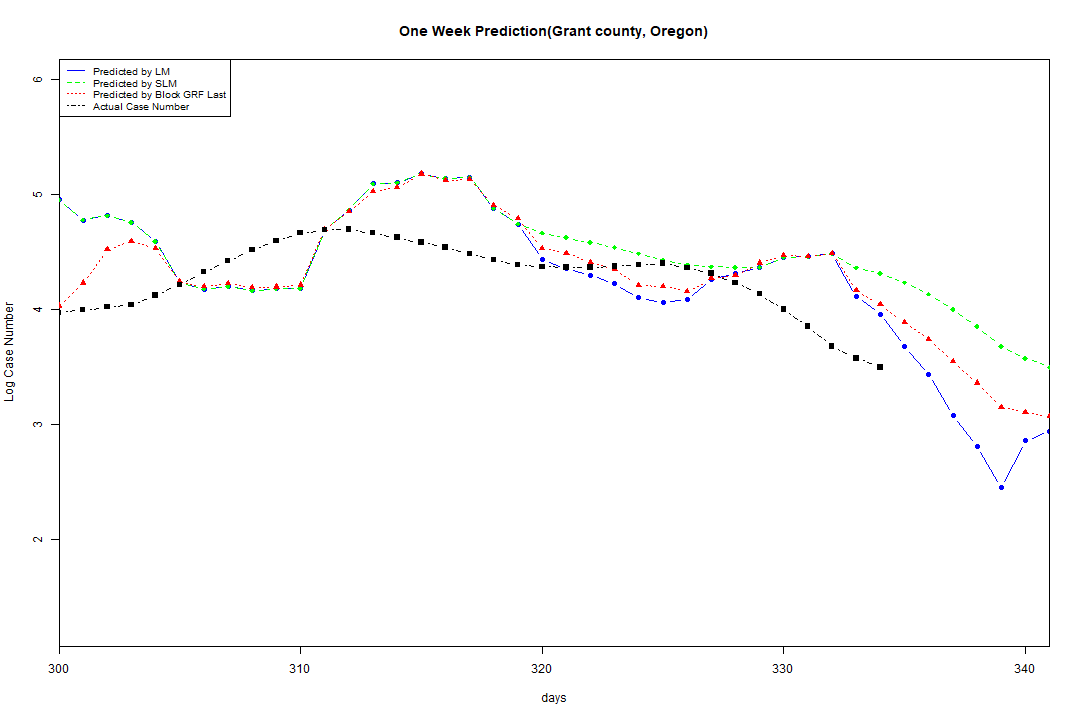 One Week Prediction(Grant county, Oregon)
Predicted by LM
Predicted by SLM
Predicted by Block GRF Last
Actual Case Number
6
5
4
3
2
Log Case Number
300 310 320 330 340
days